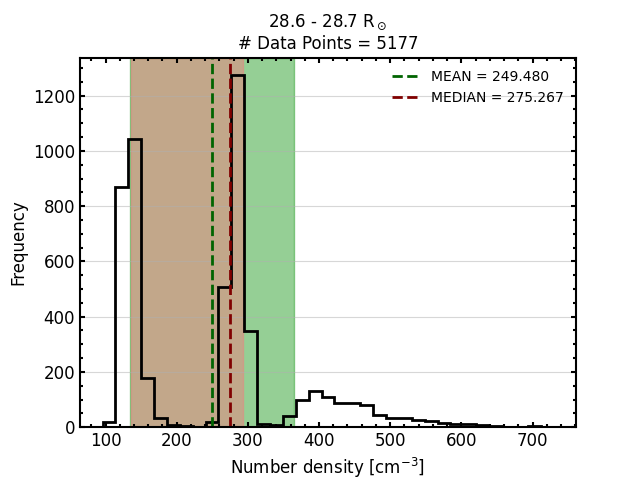 28.6 - 28.7 R⊙
# Data Points = 5177
MEAN = 249.480
MEDIAN = 275.267
Frequency
1200
1000
800
600
400
200
0
100 200 300 400 500 600 700
Number density [cm⁻³]